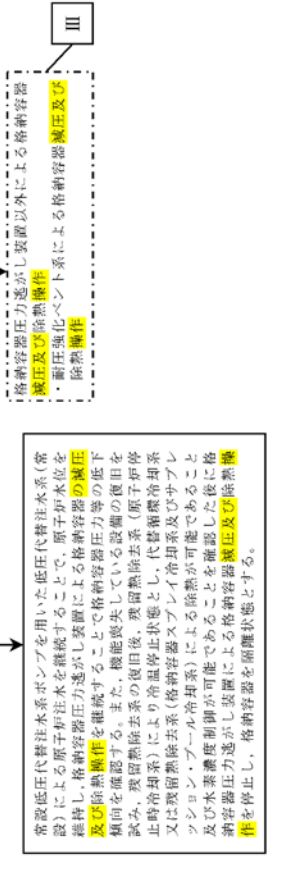 常設低圧代替注水系ポンプを用いた低圧代替注水系(常
設)による原子炉注水を継続することで，原子炉水位を
維持し，格納容器圧力逃がし装置による格納容器の減圧
及び除熱操作を継続することで格納容器圧力等の低下
傾向を確認する。また，機能喪失している設備の復旧を
試み，残留熱除去系の復旧後，残留熱除去系(原子炉停
止時冷却系)により冷温停止状態とし，代替循環冷却系
又は残留熱除去系(格納容器スプレイ冷却系及びサプレ
ッション・プール冷却系)による除熱が可能であること
及び水素濃度制御が可能であることを確認した後に格
納容器圧力逃がし装置による格納容器減圧及び除熱操
作を停止し，格納容器を隔離状態とする。
格納容器圧力逃がし装置以外による格納容器
減圧及び除熱操作
・耐圧強化ベント系による格納容器減圧及び
除熱操作
Ⅲ